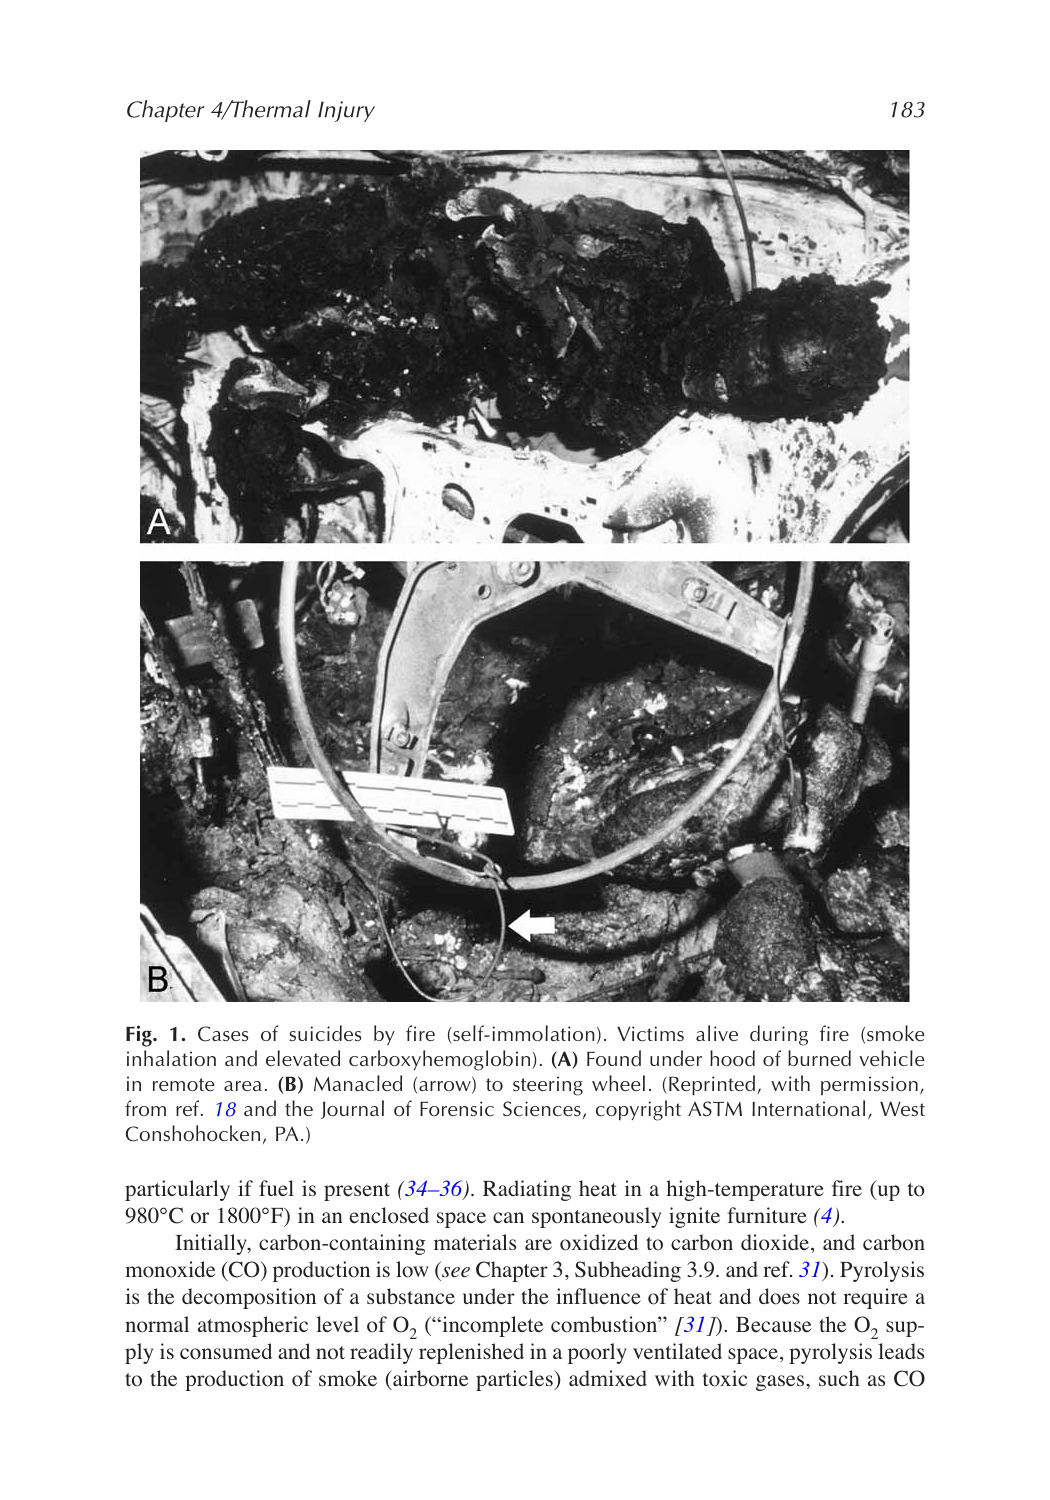 Chapter 4/Thermal Injury 183
A
B
Fig. 1. Cases of suicides by fire (self-immolation). Victims alive during fire (smoke
inhalation and elevated carboxyhemoglobin). (A) Found under hood of burned vehicle
in remote area. (B) Manacled (arrow) to steering wheel. (Reprinted, with permission,
from ref. 18 and the Journal of Forensic Sciences, copyright ASTM International, West
Conshohocken, PA.)
particularly if fuel is present (34–36). Radiating heat in a high-temperature fire (up to
980°C or 1800°F) in an enclosed space can spontaneously ignite furniture (4).
Initially, carbon-containing materials are oxidized to carbon dioxide, and carbon
monoxide (CO) production is low (see Chapter 3, Subheading 3.9. and ref. 31). Pyrolysis
is the decomposition of a substance under the influence of heat and does not require a
normal atmospheric level of O2 (“incomplete combustion” [31]). Because the O2 sup-
ply is consumed and not readily replenished in a poorly ventilated space, pyrolysis leads
to the production of smoke (airborne particles) admixed with toxic gases, such as CO